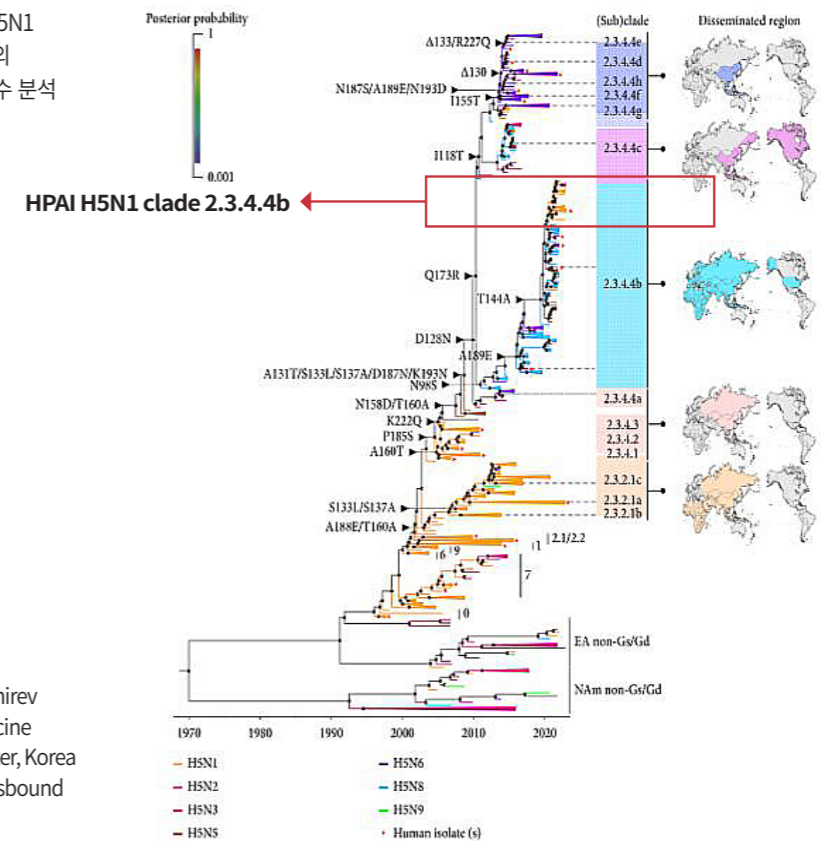 5N1
의
수 분석
Posterior probability
1
0.001
HPAI H5N1 clade 2.3.4.4b
(Sub)clade
Disseminated region
Δ133/R227Q
Δ130
N187S/A189E/N193D
I155T
I118T
Q173R
T144A
D128N
A189E
A131T/S133L/S137A/D187N/K193N
N98S
N158D/T160A
K222Q
P185S
A160T
S133L/S137A
A188E/T160A
2.3.4.4e
2.3.4.4d
2.3.4.4h
2.3.4.4f
2.3.4.4g
2.3.4.4c
2.3.4.4b
2.3.4.4a
2.3.4.3
2.3.4.2
2.3.4.1
2.3.2.1c
2.3.2.1a
2.3.2.1b
2.1/2.2
1
6
9
7
0
EA non-Gs/Gd
NAm non-Gs/Gd
1970 1980 1990 2000 2010 2020
H5N1
H5N2
H5N3
H5N5
H5N6
H5N8
H5N9
Human isolate (s)
nirev
cine
er, Korea
sbound